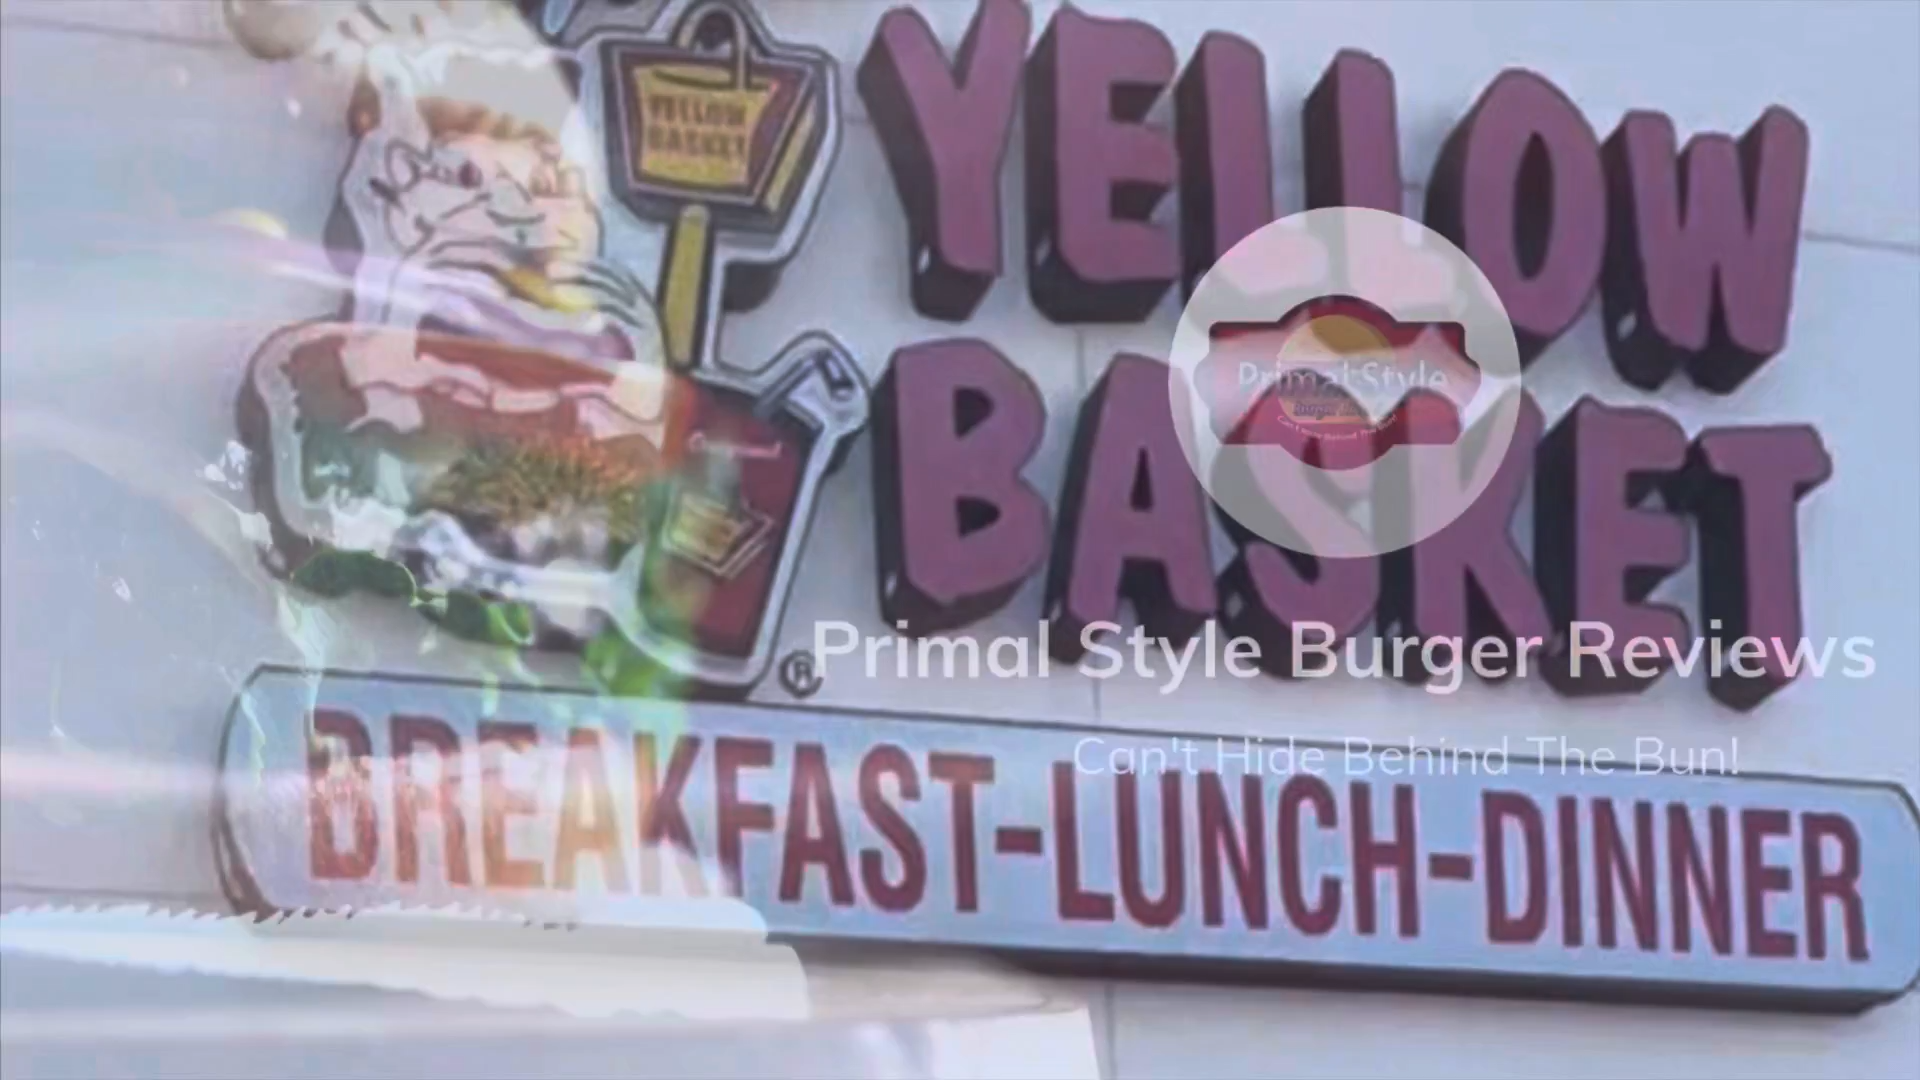 YELLOW
BASKET
YELLOW
BASKET
Primal Style
®
Primal Style Burger Reviews
Can't Hide Behind The Bun!
BREAKFAST-LUNCH-DINNER